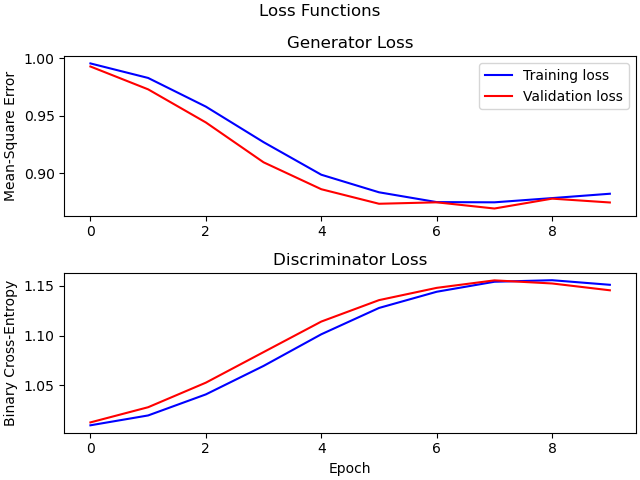 Loss Functions
Generator Loss
Mean-Square Error
1.00
0.95
0.90
Training loss
Validation loss
0 2 4 6 8
Discriminator Loss
Binary Cross-Entropy
1.15
1.10
1.05
0 2 4 6 8
Epoch